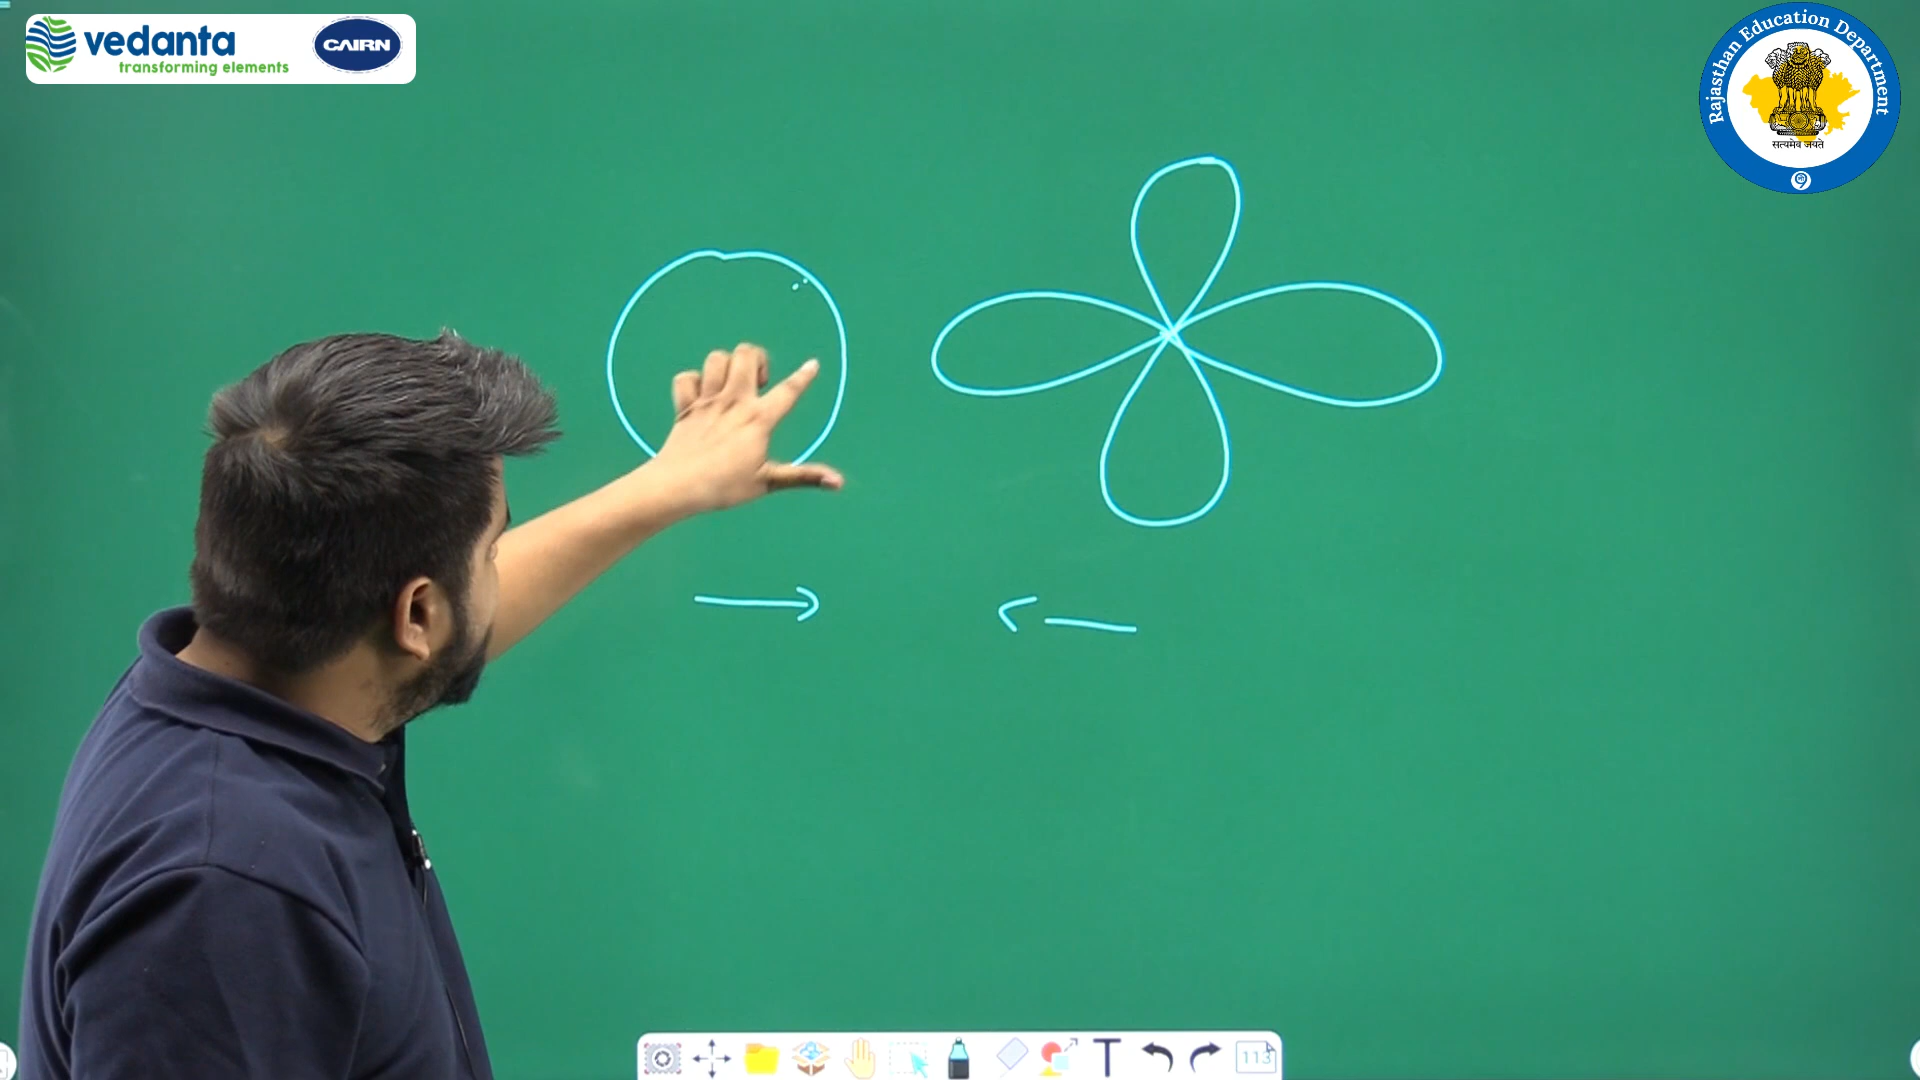 vedanta
transforming elements
CAIRN
Rajasthan Education Department
सत्यमेव जयते
T
113